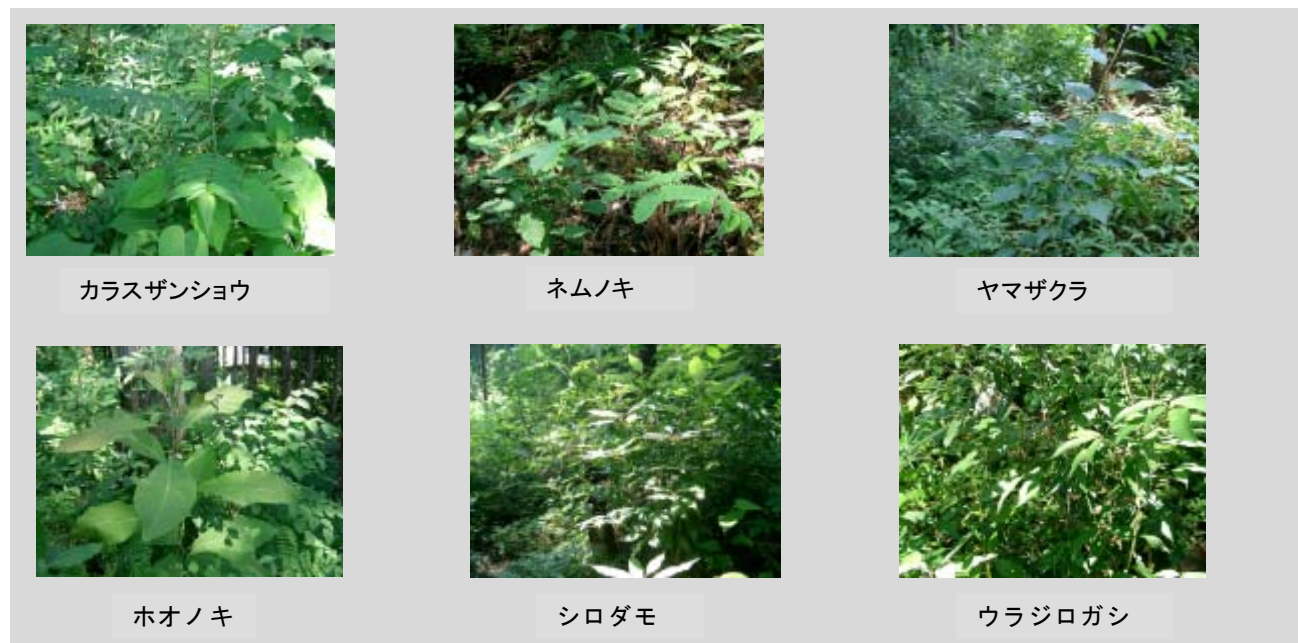 カラスザンショウ
ネムノキ
ヤマザクラ
ホオノキ
シロダモ
ウラジロガシ